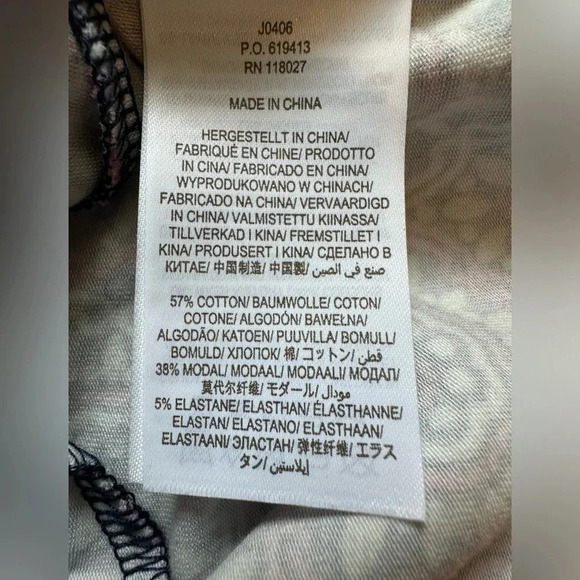 J0406
P.O. 619413
RN 118027
MADE IN CHINA
HERGESTELLT IN CHINA/
FABRIQUÉ EN CHINE/ PRODOTTO
IN CINA/ FABRICADO EN CHINA/
WYPRODUKOWANO W CHINACH/
FABRICADO NA CHINA/ VERVAARDIGD
IN CHINA/ VALMISTETTU KIINASSA/
TILLVERKAD I KINA/ FREMSTILLET I
KINA/ PRODUSERT I KINA/ СДЕЛАНО В
КИТАЕ/ 中国制造/ 中国製/ صنع في الصين
57% COTTON/ BAUMWOLLE/ COTON/
COTONE/ ALGODÓN/ BAWEŁNA/
ALGODÃO/ KATOEN/ PUUVILLA/ BOMULL/
BOMULD/ ХЛОПОК/ 棉/ コットン/ قطن/
38% MODAL/ MODAAL/ MODAALI/ МОДАЛ/
莫代尔纤维/ モダール/ مودال/
5% ELASTANE/ ELASTHAN/ ÉLASTHANNE/
ELASTAN/ ELASTANO/ ELASTHAAN/
ELASTAANI/ ЭЛАСТАН/ 弹性纤维/ エラス
タン/ إيلاستين/